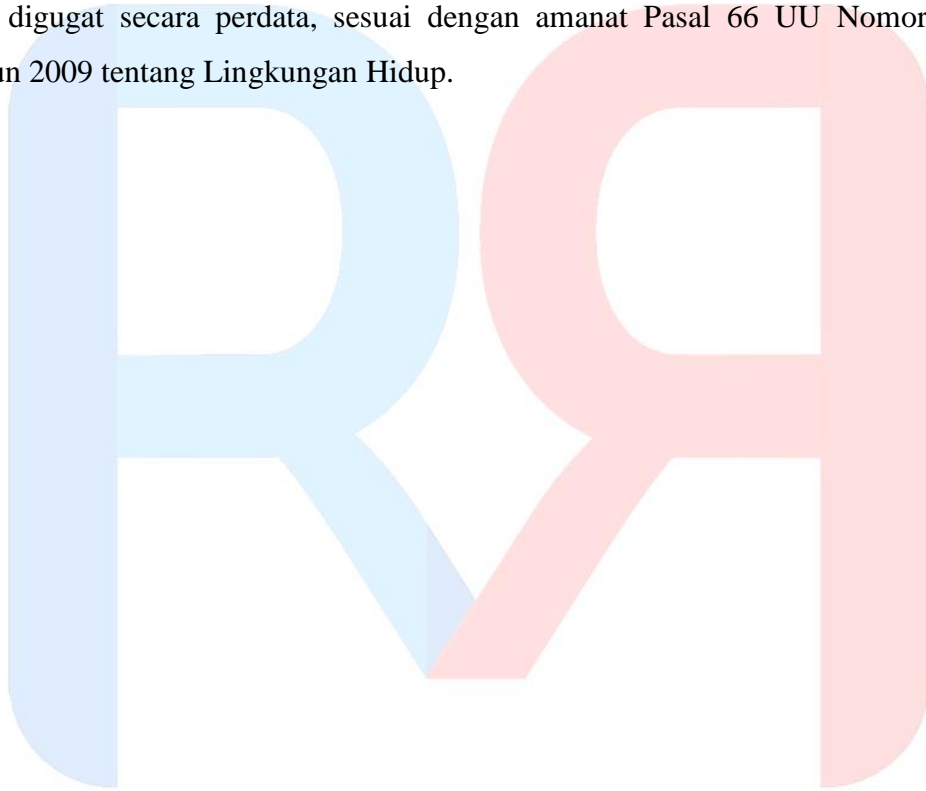 digugat secara perdata, sesuai dengan amanat Pasal 66 UU Nomor
un 2009 tentang Lingkungan Hidup.